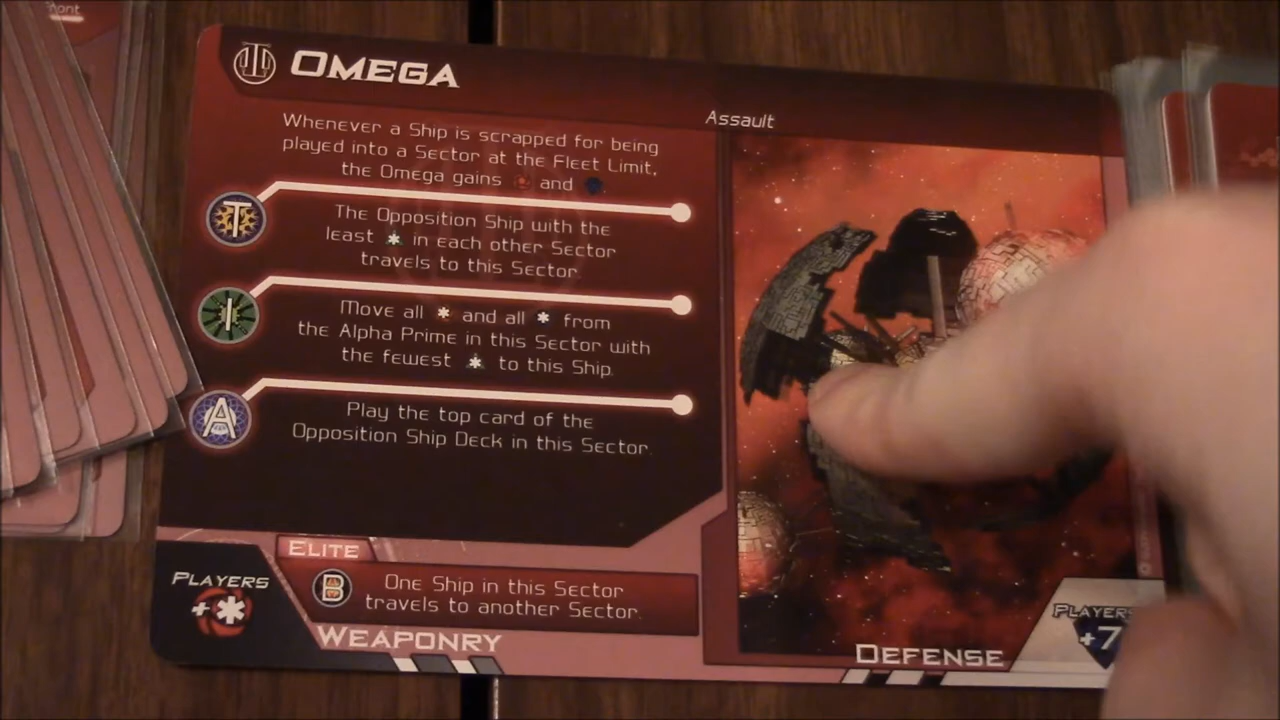 OMEGA
Assault
WHENEVER A SHIP IS SCRAPPED FOR BEING
PLAYED INTO A SECTOR AT THE FLEET LIMIT,
THE OMEGA GAINS AND
T
THE OPPOSITION SHIP WITH THE
LEAST * IN EACH OTHER SECTOR
TRAVELS TO THIS SECTOR.
I
MOVE ALL * AND ALL * FROM
THE ALPHA PRIME IN THIS SECTOR WITH
THE FEWEST * TO THIS SHIP.
A
PLAY THE TOP CARD OF THE
OPPOSITION SHIP DECK IN THIS SECTOR.
ELITE
B
ONE SHIP IN THIS SECTOR
TRAVELS TO ANOTHER SECTOR.
PLAYERS
+*
WEAPONRY
DEFENSE
PLAYERS
+7